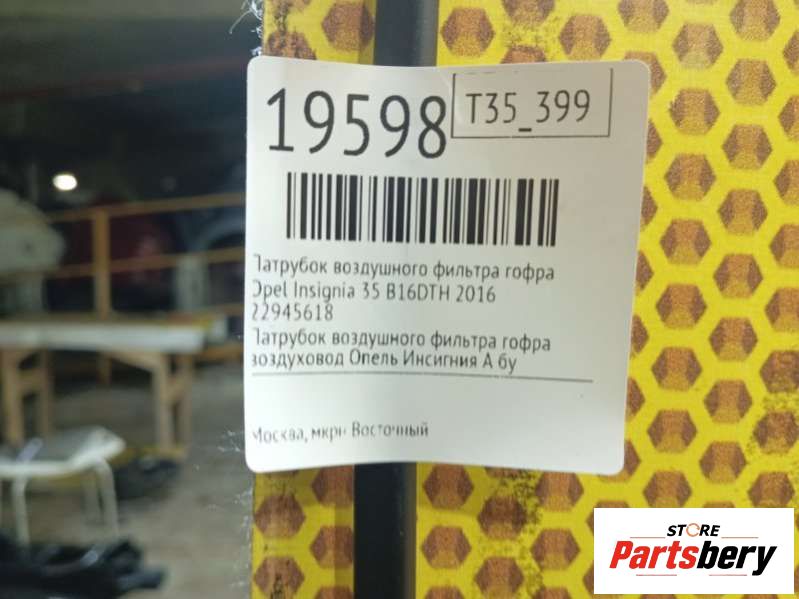 19598
T35_399
Патрубок воздушного фильтра гофра
Opel Insignia 35 B16DTH 2016
22945618
Патрубок воздушного фильтра гофра
воздуховод Опель Инсигния А бу
Москва, мкрн Восточный
STORE
Partsbery